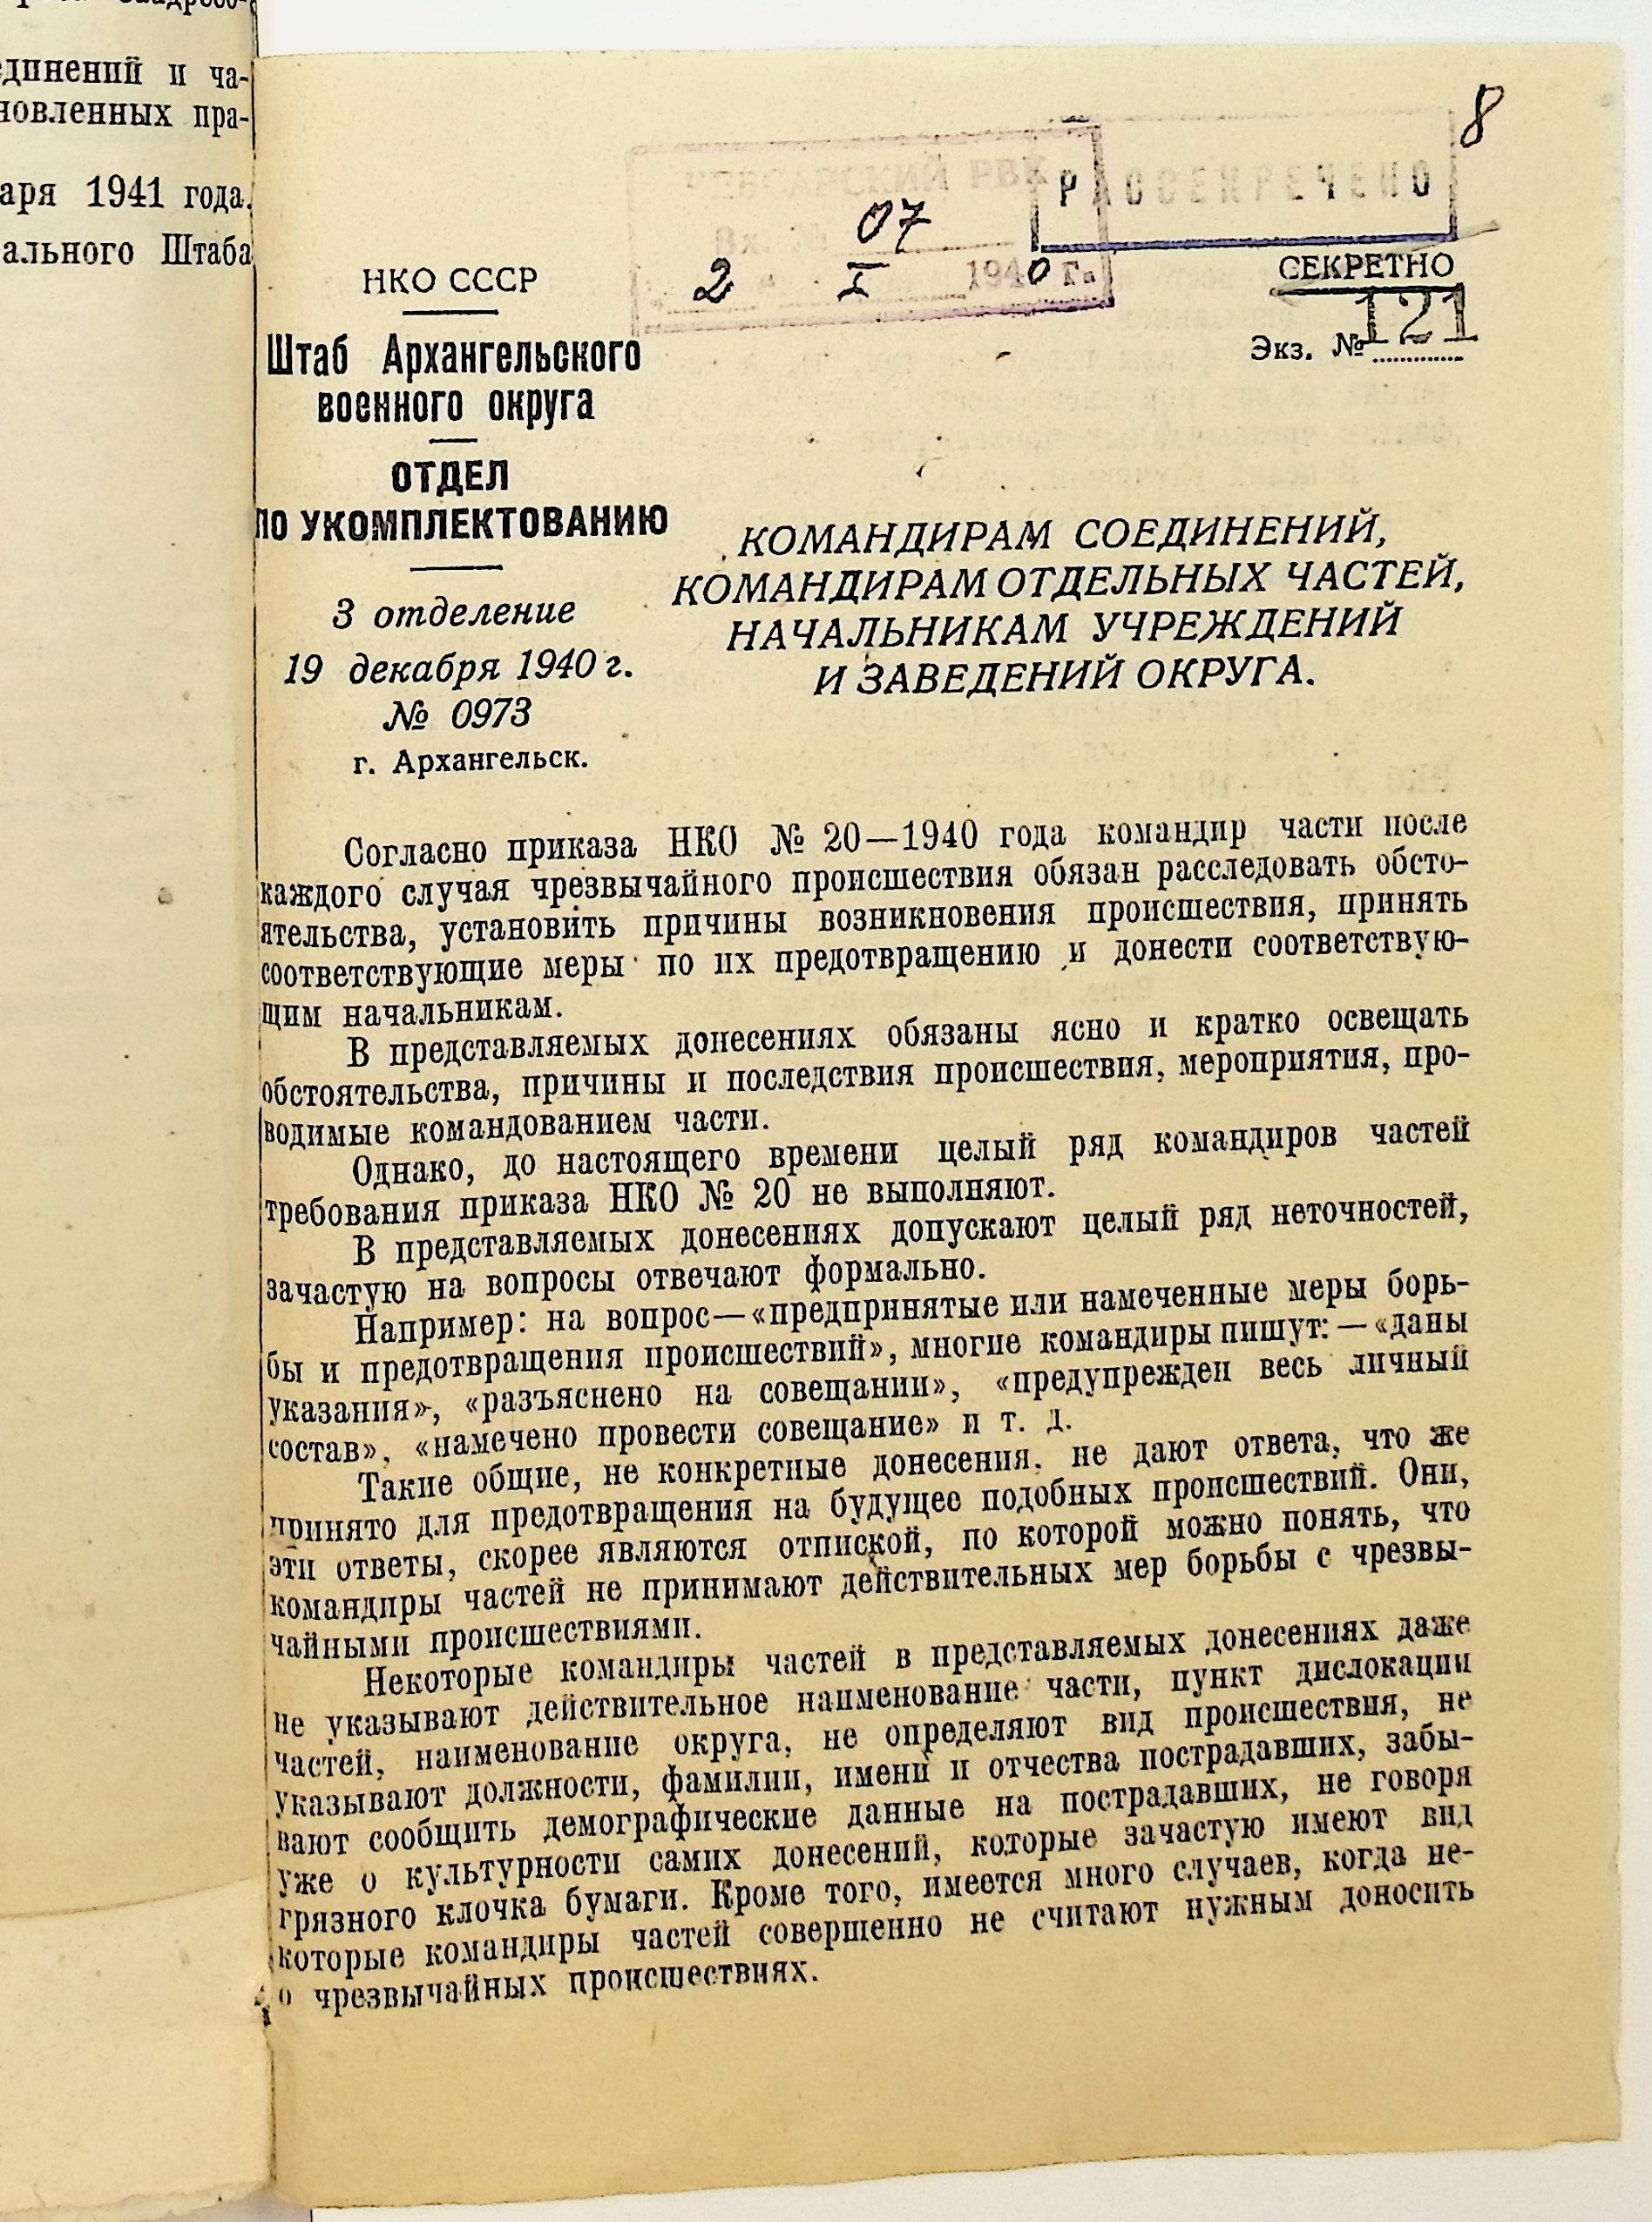 единений и ча-
новленных пра-
аря 1941 года.
ального Штаба
8
РАССЕКРЕЧЕНО
РВК
07
2 I 1940 г.
СЕКРЕТНО
Экз. № 121
НКО СССР
Штаб Архангельского
военного округа
ОТДЕЛ
ПО УКОМПЛЕКТОВАНИЮ
3 отделение
19 декабря 1940 г.
№ 0973
г. Архангельск.
КОМАНДИРАМ СОЕДИНЕНИЙ,
КОМАНДИРАМ ОТДЕЛЬНЫХ ЧАСТЕЙ,
НАЧАЛЬНИКАМ УЧРЕЖДЕНИЙ
И ЗАВЕДЕНИЙ ОКРУГА.
Согласно приказа НКО № 20—1940 года командир части после
каждого случая чрезвычайного происшествия обязан расследовать обсто-
ятельства, установить причины возникновения происшествия, принять
соответствующие меры по их предотвращению и донести соответствую-
щим начальникам.
В представляемых донесениях обязаны ясно и кратко освещать
обстоятельства, причины и последствия происшествия, мероприятия, про-
водимые командованием части.
Однако, до настоящего времени целый ряд командиров частей
требования приказа НКО № 20 не выполняют.
В представляемых донесениях допускают целый ряд неточностей,
зачастую на вопросы отвечают формально.
Например: на вопрос—«предпринятые или намеченные меры борь-
бы и предотвращения происшествий», многие командиры пишут: — «даны
указания», «разъяснено на совещании», «предупрежден весь личный
состав», «намечено провести совещание» и т. д.
Такие общие, не конкретные донесения, не дают ответа, что же
принято для предотвращения на будущее подобных происшествий. Они,
эти ответы, скорее являются отпиской, по которой можно понять, что
командиры частей не принимают действительных мер борьбы с чрезвы-
чайными происшествиями.
Некоторые командиры частей в представляемых донесениях даже
не указывают действительное наименование части, пункт дислокации
частей, наименование округа, не определяют вид происшествия, не
указывают должности, фамилии, имени и отчества пострадавших, забы-
вают сообщить демографические данные на пострадавших, не говоря
уже о культурности самих донесений, которые зачастую имеют вид
грязного клочка бумаги. Кроме того, имеется много случаев, когда не-
которые командиры частей совершенно не считают нужным доносить
о чрезвычайных происшествиях.